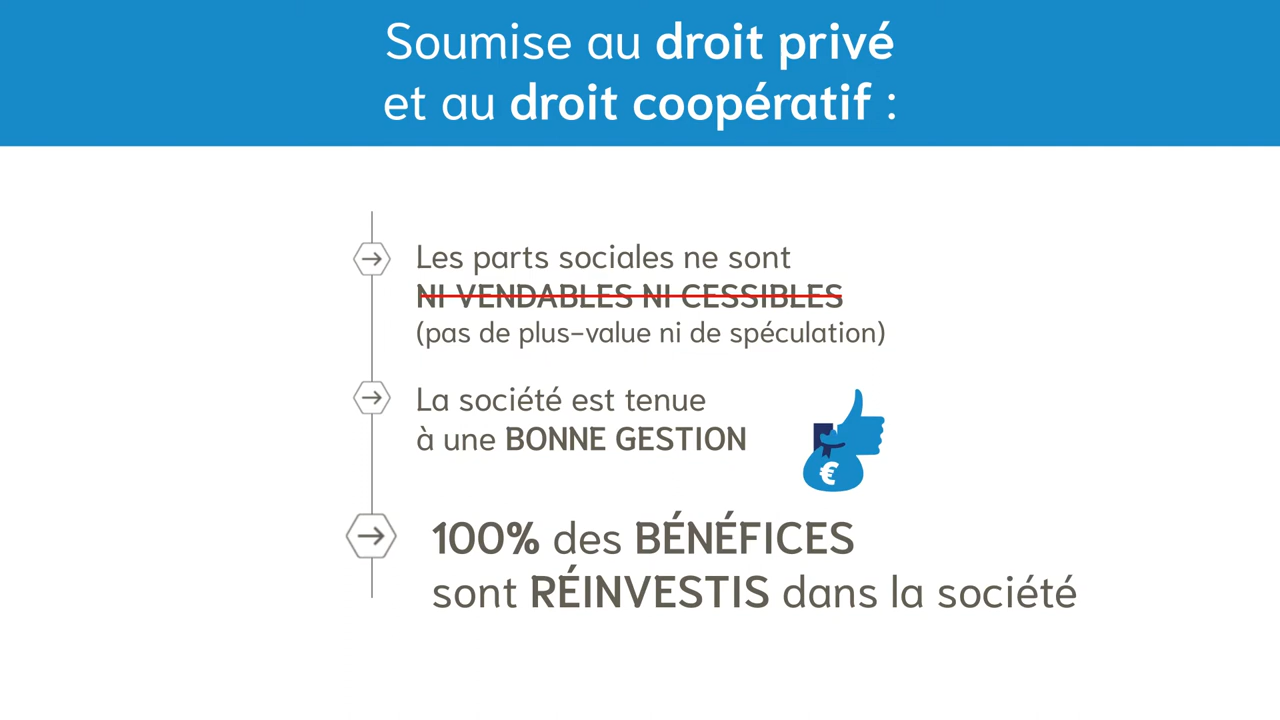 Soumise au droit privé
et au droit coopératif :
Les parts sociales ne sont
NI VENDABLES NI CESSIBLES
(pas de plus-value ni de spéculation)
La société est tenue
à une BONNE GESTION
€
100% des BÉNÉFICES
sont RÉINVESTIS dans la société